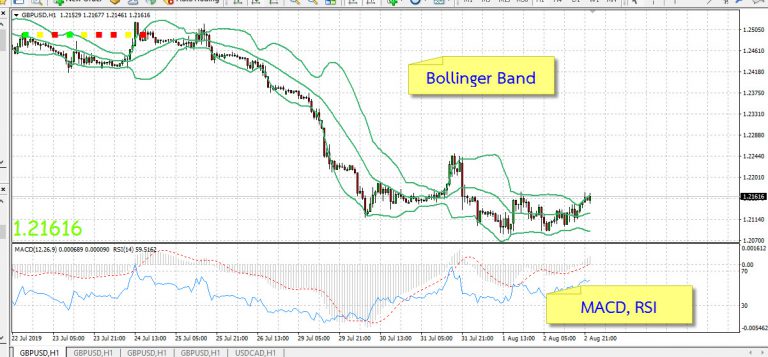 GBPUSD,H1 1.21529 1.21677 1.21461 1.21616
1.25050
1.24610
1.24180
1.23750
1.23310
1.22880
1.22440
1.22010
1.21616
1.21140
1.20700
Bollinger Band
1.21616
MACD(12,26,9) 0.000689 0.000090 RSI(14) 59.5162
0.001612
0.00
70
30
-0.005462
MACD, RSI
22 Jul 2019 23 Jul 05:00 23 Jul 21:00 24 Jul 13:00 25 Jul 05:00 25 Jul 21:00 26 Jul 13:00 29 Jul 05:00 29 Jul 21:00 30 Jul 13:00 31 Jul 05:00 31 Jul 21:00 1 Aug 13:00 2 Aug 05:00 2 Aug 21:00
GBPUSD,H1 GBPUSD,H1 GBPUSD,H1 GBPUSD,H1 USDCAD,H1